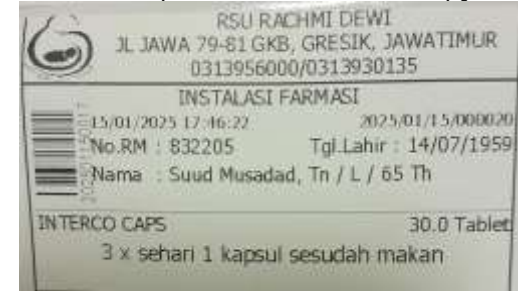 RSU RACHMI DEWI
JL JAWA 79-81 GKB, GRESIK, JAWATIMUR
0313956000/0313930135
INSTALASI FARMASI
15/01/2025 17:46:22 2025/01/15/000020
No.RM : 832205 Tgl.Lahir : 14/07/1959
Nama : Suud Musadad, Tn / L / 65 Th
INTERCO CAPS 30.0 Tablet
3 x sehari 1 kapsul sesudah makan